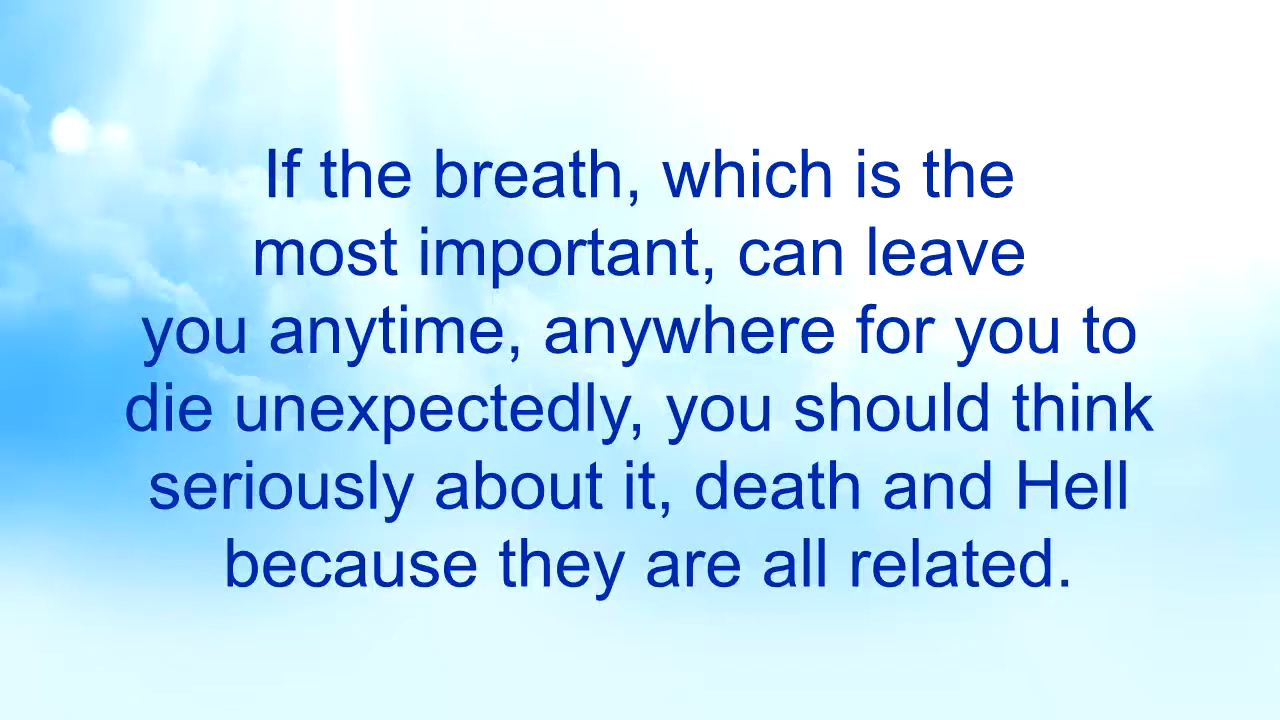 If the breath, which is the
most important, can leave
you anytime, anywhere for you to
die unexpectedly, you should think
seriously about it, death and Hell
because they are all related.